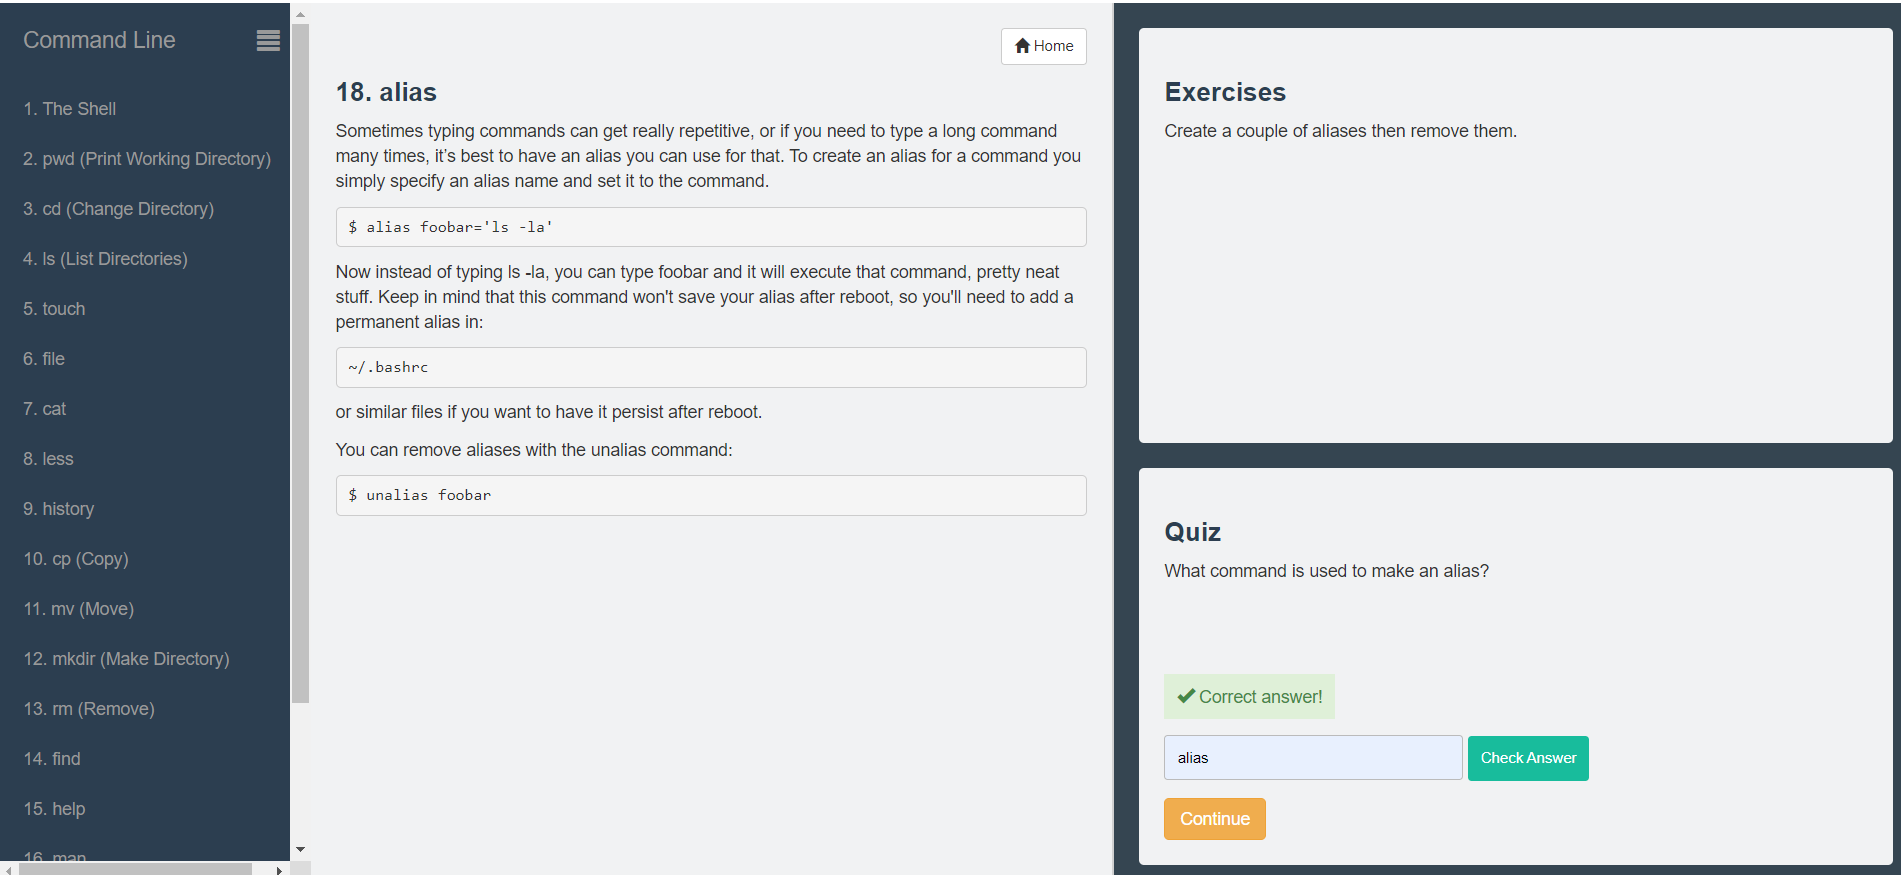 Command Line
1. The Shell
2. pwd (Print Working Directory)
3. cd (Change Directory)
4. ls (List Directories)
5. touch
6. file
7. cat
8. less
9. history
10. cp (Copy)
11. mv (Move)
12. mkdir (Make Directory)
13. rm (Remove)
14. find
15. help
16. man
Home
18. alias
Sometimes typing commands can get really repetitive, or if you need to type a long command
many times, it’s best to have an alias you can use for that. To create an alias for a command you
simply specify an alias name and set it to the command.
$ alias foobar='ls -la'
Now instead of typing ls -la, you can type foobar and it will execute that command, pretty neat
stuff. Keep in mind that this command won't save your alias after reboot, so you'll need to add a
permanent alias in:
~/.bashrc
or similar files if you want to have it persist after reboot.
You can remove aliases with the unalias command:
$ unalias foobar
Exercises
Create a couple of aliases then remove them.
Quiz
What command is used to make an alias?
Correct answer!
alias
Check Answer
Continue